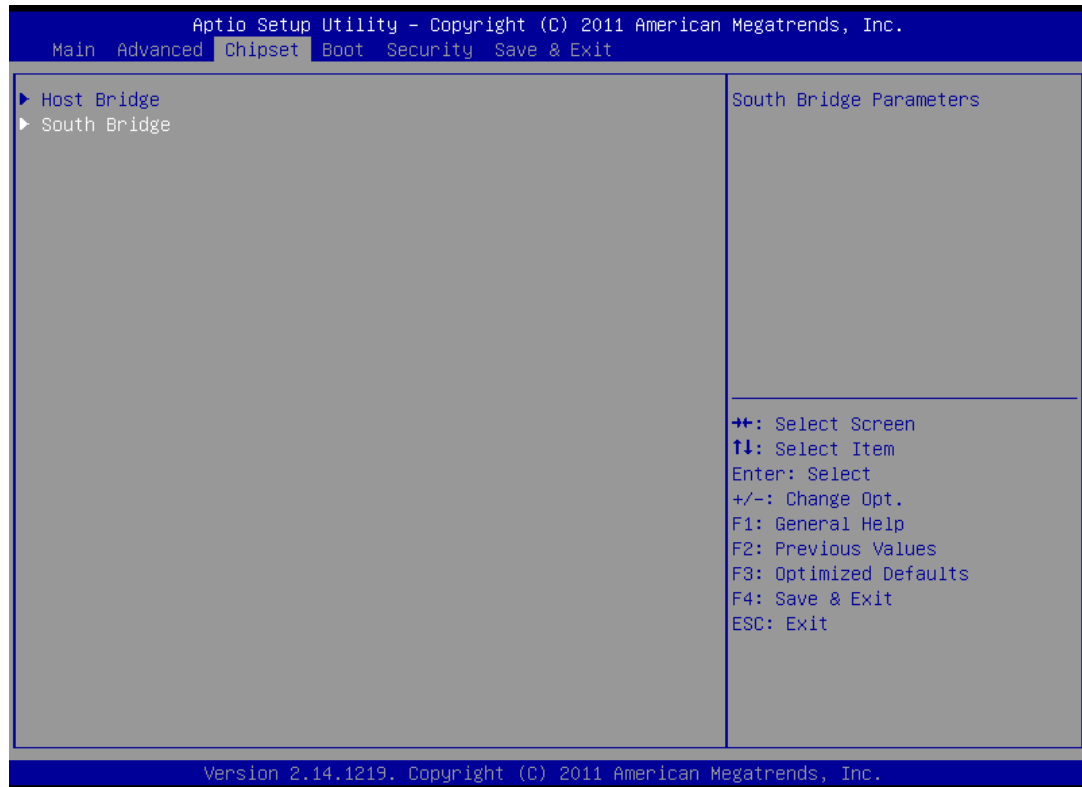 Aptio Setup Utility – Copyright (C) 2011 American Megatrends, Inc.
Main Advanced Chipset Boot Security Save & Exit
▶ Host Bridge
▶ South Bridge
South Bridge Parameters
→←: Select Screen
↑↓: Select Item
Enter: Select
+/-: Change Opt.
F1: General Help
F2: Previous Values
F3: Optimized Defaults
F4: Save & Exit
ESC: Exit
Version 2.14.1219. Copyright (C) 2011 American Megatrends, Inc.